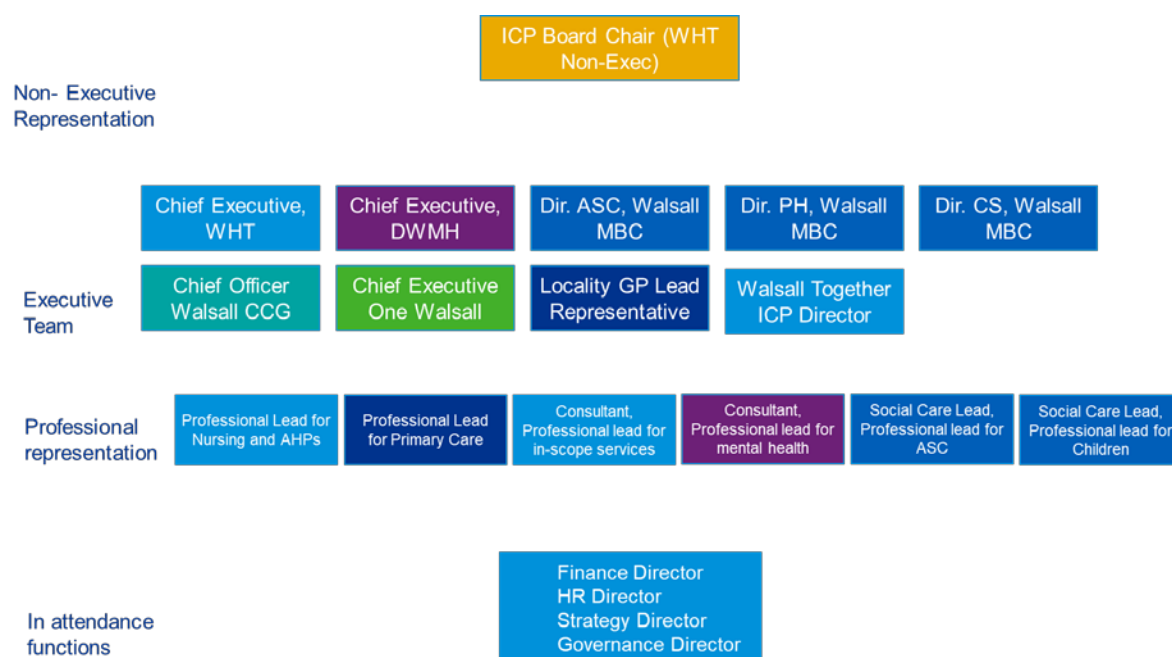 ICP Board Chair (WHT
Non-Exec)
Non- Executive
Representation
Chief Executive,
WHT
Chief Executive,
DWMH
Dir. ASC, Walsall
MBC
Dir. PH, Walsall
MBC
Dir. CS, Walsall
MBC
Executive
Team
Chief Officer
Walsall CCG
Chief Executive
One Walsall
Locality GP Lead
Representative
Walsall Together
ICP Director
Professional
representation
Professional Lead for
Nursing and AHPs
Professional Lead
for Primary Care
Consultant,
Professional lead for
in-scope services
Consultant,
Professional lead for
mental health
Social Care Lead,
Professional lead for
ASC
Social Care Lead,
Professional lead for
Children
In attendance
functions
Finance Director
HR Director
Strategy Director
Governance Director